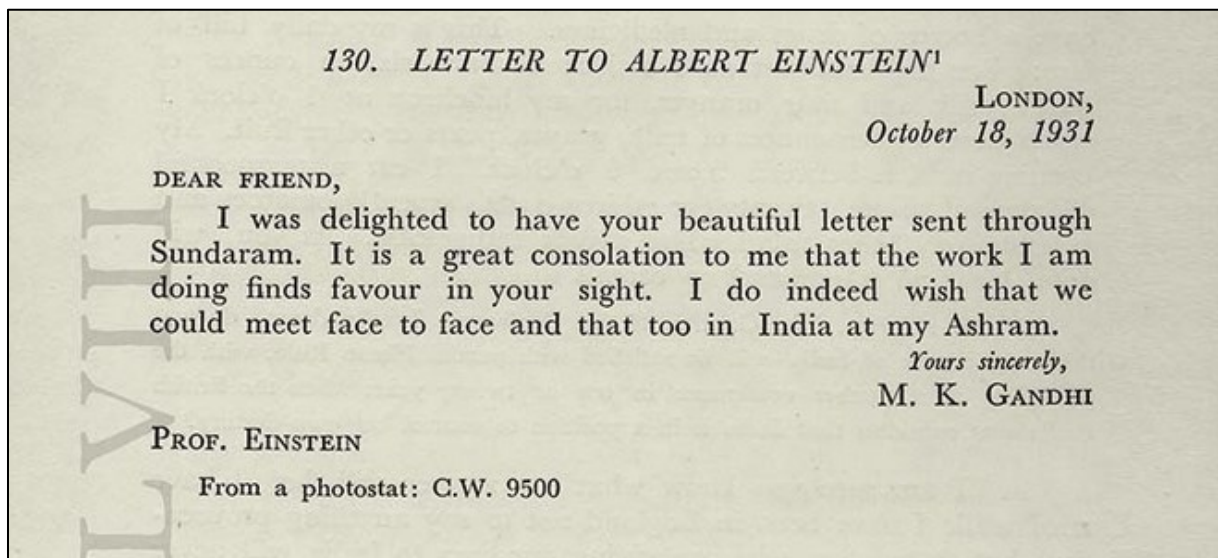 130. LETTER TO ALBERT EINSTEIN¹
LONDON,
October 18, 1931
DEAR FRIEND,
I was delighted to have your beautiful letter sent through
Sundaram. It is a great consolation to me that the work I am
doing finds favour in your sight. I do indeed wish that we
could meet face to face and that too in India at my Ashram.
Yours sincerely,
M. K. GANDHI
PROF. EINSTEIN
From a photostat: C.W. 9500
LVIII